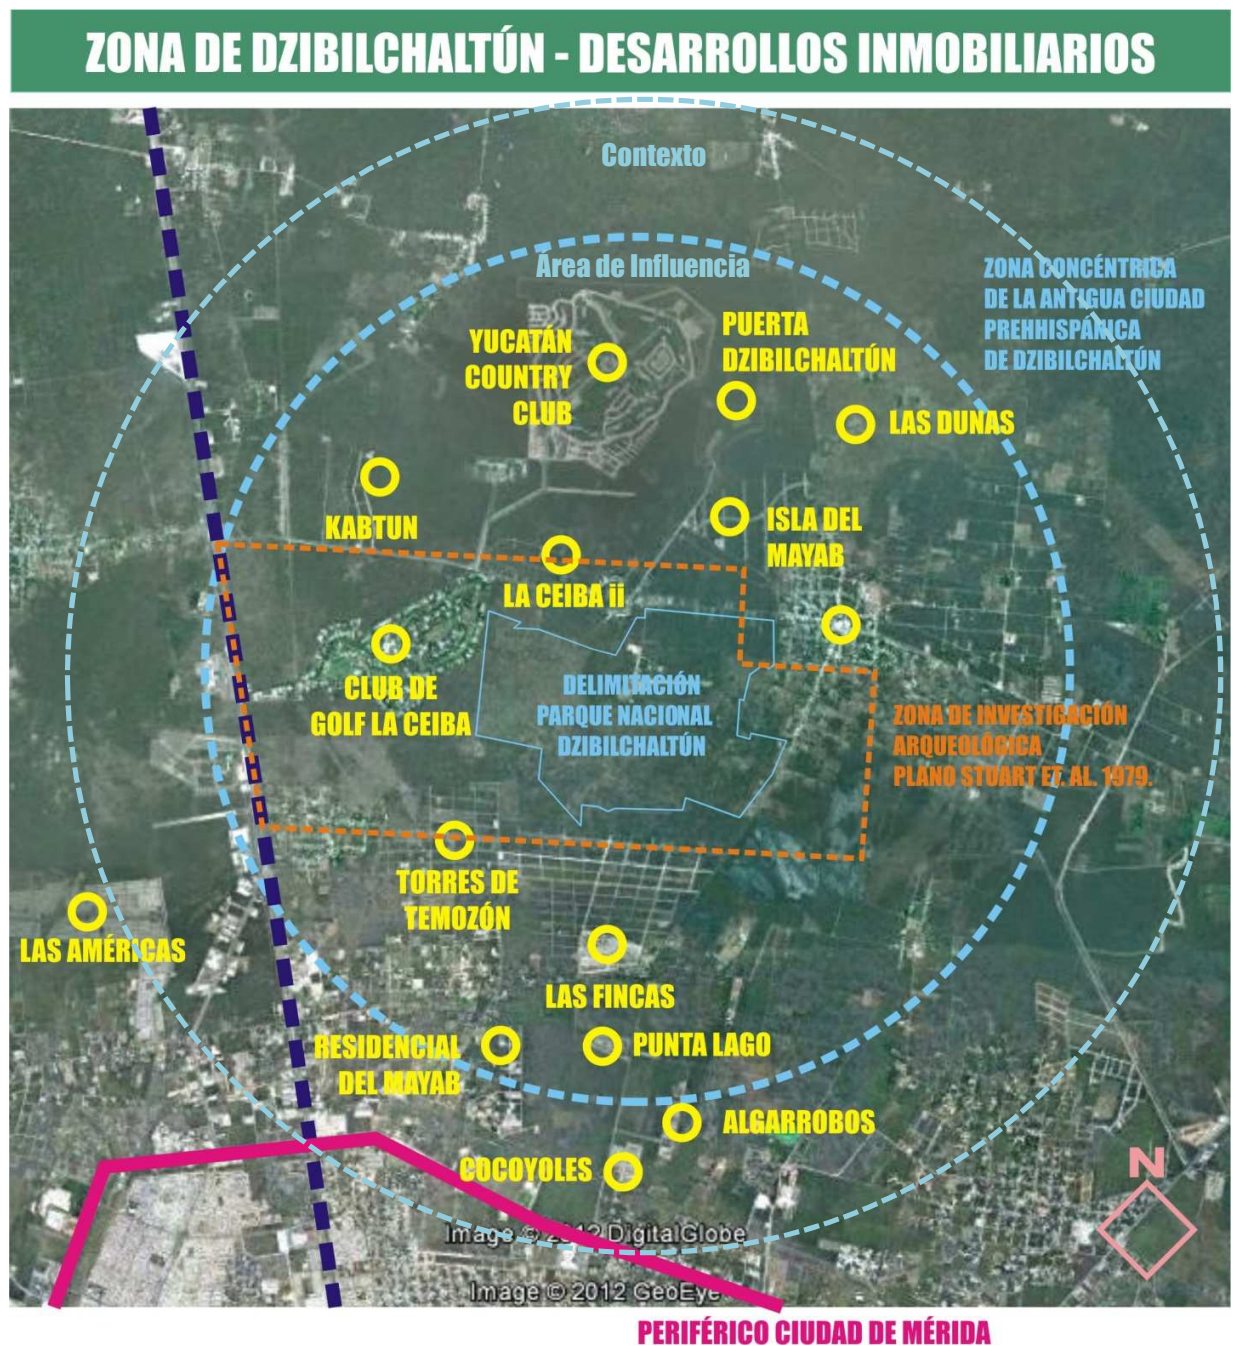 ZONA DE DZIBILCHALTÚN - DESARROLLOS INMOBILIARIOS
Contexto
Área de Influencia
ZONA CONCÉNTRICA
DE LA ANTIGUA CIUDAD
PREHHISPÁNICA
DE DZIBILCHALTÚN
YUCATÁN
COUNTRY
CLUB
PUERTA
DZIBILCHALTÚN
LAS DUNAS
KABTUN
ISLA DEL
MAYAB
LA CEIBA ii
CLUB DE
GOLF LA CEIBA
DELIMITACIÓN
PARQUE NACIONAL
DZIBILCHALTÚN
ZONA DE INVESTIGACIÓN
ARQUEOLÓGICA
PLANO STUART ET. AL. 1979.
TORRES DE
TEMOZÓN
LAS AMÉRICAS
LAS FINCAS
RESIDENCIAL
DEL MAYAB
PUNTA LAGO
ALGARROBOS
COCOYOLES
N
Image © 2012 DigitalGlobe
Image © 2012 GeoEye
PERIFÉRICO CIUDAD DE MÉRIDA